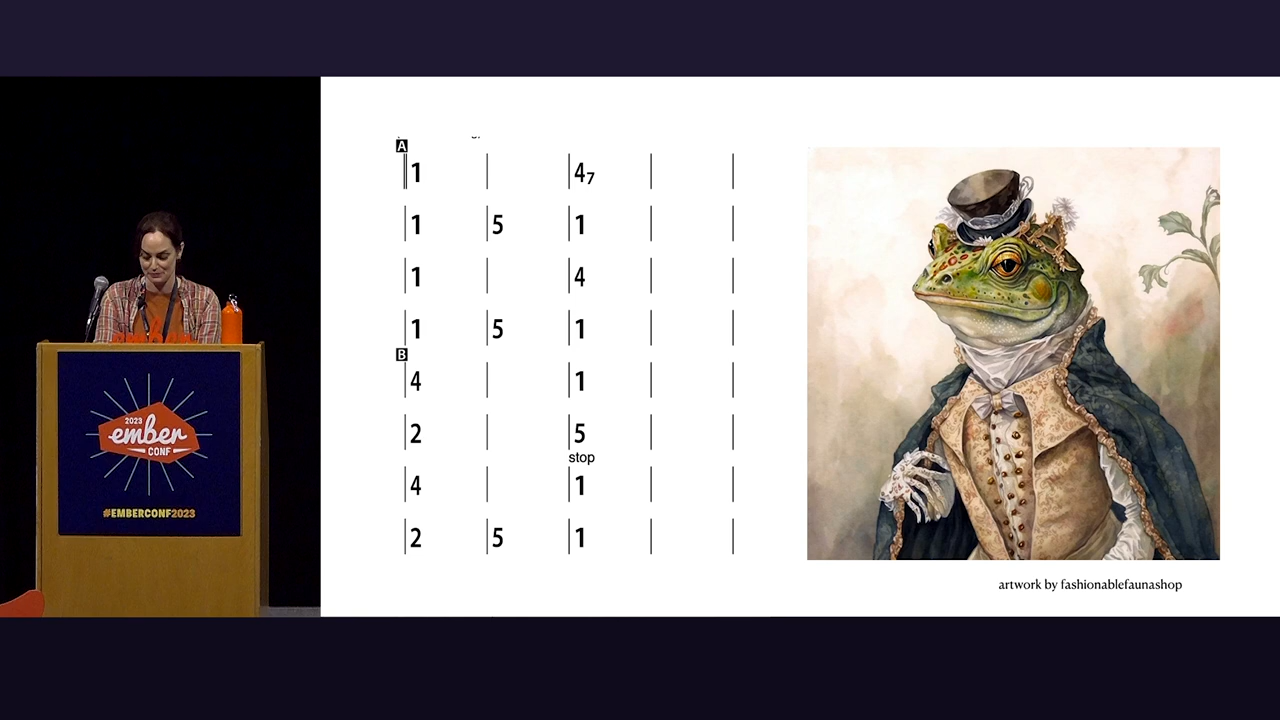 2023
ember
CONF
#EMBERCONF2023
A
1 4₇
1 5 1
1 4
1 5 1
B
4 1
2 5
stop
4 1
2 5 1
artwork by fashionablefaunashop